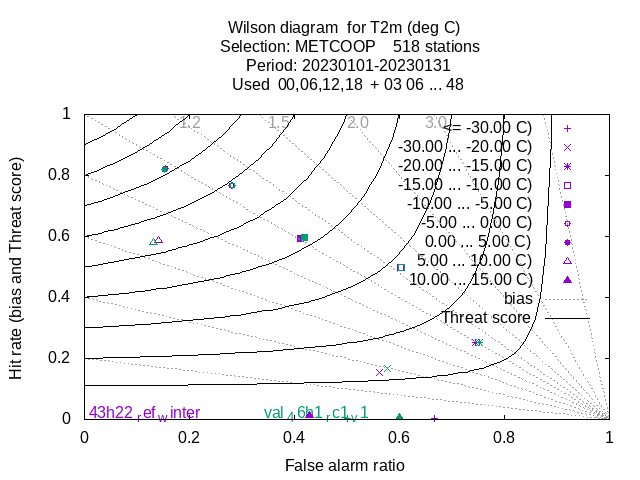 Wilson diagram for T2m (deg C)
Selection: METCOOP 518 stations
Period: 20230101-20230131
Used 00,06,12,18 + 03 06 ... 48
Hit rate (bias and Threat score)
1
0.8
0.6
0.4
0.2
0
1.2
1.5
2.0
3.0
<= -30.00 C)
-30.00 ... -20.00 C)
-20.00 ... -15.00 C)
-15.00 ... -10.00 C)
-10.00 ... -5.00 C)
-5.00 ... 0.00 C)
0.00 ... 5.00 C)
5.00 ... 10.00 C)
10.00 ... 15.00 C)
bias
Threat score
43h22 refwinter
val46h1rc1v1
0
0.2
0.4
0.6
0.8
1
False alarm ratio